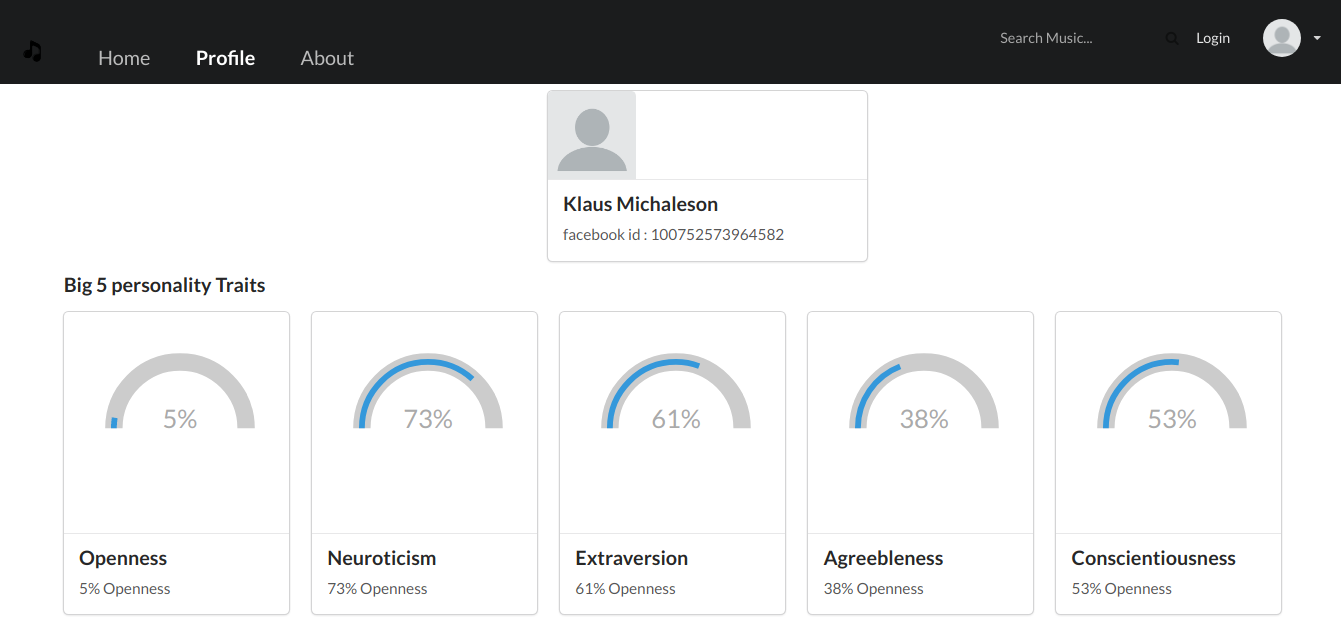 Home Profile About Search Music... Login
Klaus Michaleson
facebook id : 100752573964582
Big 5 personality Traits
5% 73% 61% 38% 53%
Openness Neuroticism Extraversion Agreebleness Conscientiousness
5% Openness 73% Openness 61% Openness 38% Openness 53% Openness